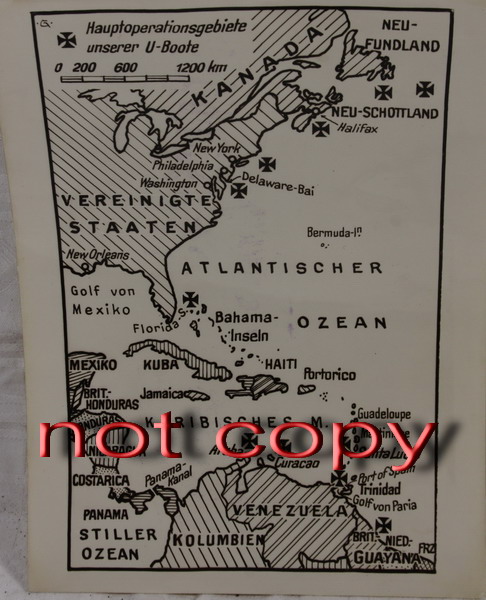 Hauptoperationsgebiete
unserer U-Boote
0 200 600 1200 km
KANADA
NEU-
FUNDLAND
NEU-SCHOTTLAND
Halifax
New York
Philadelphia
Washington
Delaware-Bai
VEREINIGTE
STAATEN
Bermuda-In
New Orleans
ATLANTISCHER
OZEAN
Golf von
Mexiko
Florida-S.
Bahama-
Inseln
MEXIKO
KUBA
HAITI
Portorico
BRIT.-
HONDURAS
Jamaica
Guadeloupe
KARIBISCHES M.
not copy
Curacao
Port of Spain
Trinidad
Golf von Paria
COSTARICA
Panama-
Kanal
PANAMA
STILLER
OZEAN
KOLUMBIEN
VENEZUELA
BRIT.-
NIED.-
FRZ.
GUAYANA